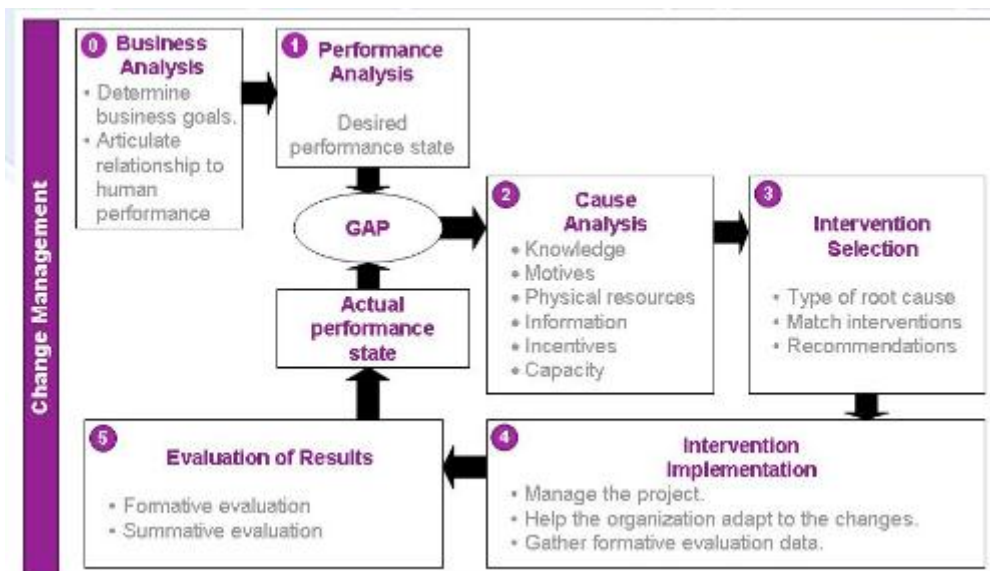 Change Management
0 Business
Analysis
• Determine
business goals.
• Articulate
relationship to
human
performance
1 Performance
Analysis
Desired
performance state
GAP
Actual
performance
state
2 Cause
Analysis
• Knowledge
• Motives
• Physical resources
• Information
• Incentives
• Capacity
3 Intervention
Selection
• Type of root cause
• Match interventions
• Recommendations
4 Intervention
Implementation
• Manage the project.
• Help the organization adapt to the changes.
• Gather formative evaluation data.
5 Evaluation of Results
• Formative evaluation
• Summative evaluation